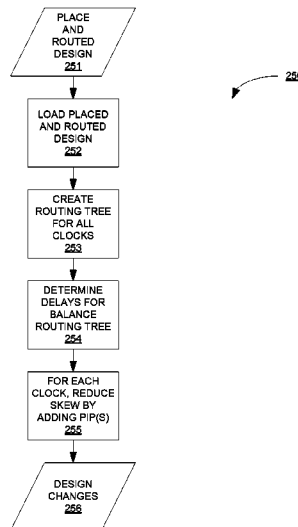 PLACE
AND
ROUTED
DESIGN
251
LOAD PLACED
AND ROUTED
DESIGN
252
CREATE
ROUTING TREE
FOR ALL
CLOCKS
253
DETERMINE
DELAYS FOR
BALANCE
ROUTING TREE
254
FOR EACH
CLOCK, REDUCE
SKEW BY
ADDING PIP(S)
255
DESIGN
CHANGES
256